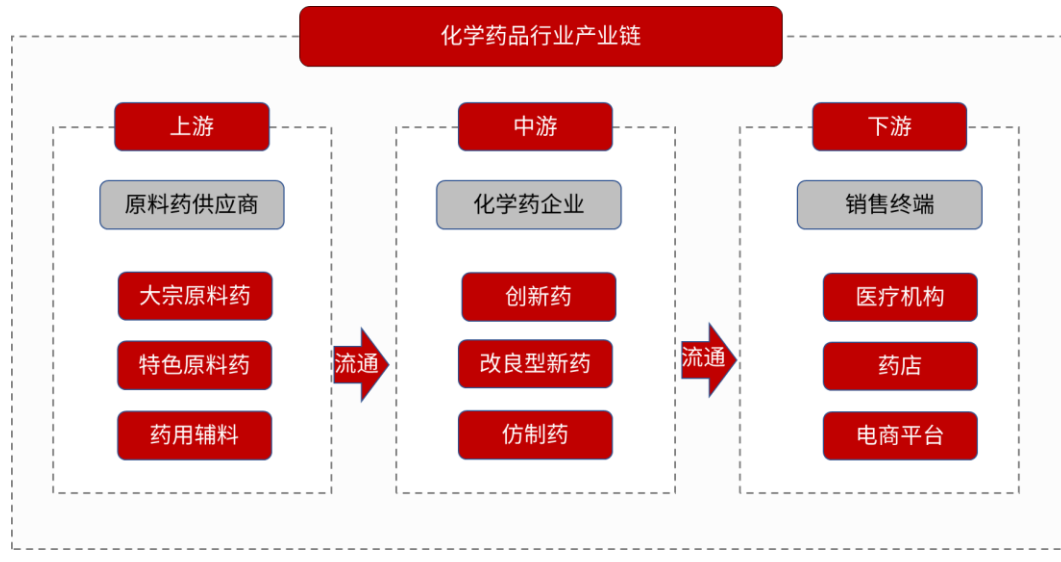 化学药品行业产业链
上游
原料药供应商
大宗原料药
特色原料药
药用辅料
流通
中游
化学药企业
创新药
改良型新药
仿制药
流通
下游
销售终端
医疗机构
药店
电商平台